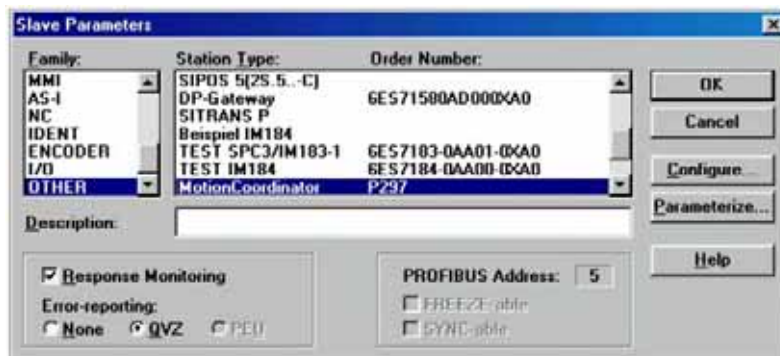 Slave Parameters
Family: Station Type: Order Number:
MMI SIPOS 5(2S.5..-C)
AS-I DP-Gateway 6ES71580AD000XA0
NC SITRANS P
IDENT Beispiel IM184
ENCODER TEST SPC3/IM183-1 6ES7183-0AA01-0XA0
I/O TEST IM184 6ES7184-0AA00-0XA0
OTHER MotionCoordinator P297
OK
Cancel
Configure...
Parameterize...
Help
Description:
Response Monitoring
Error-reporting:
None QVZ PEU
PROFIBUS Address: 5
FREEZE-able
SYNC-able